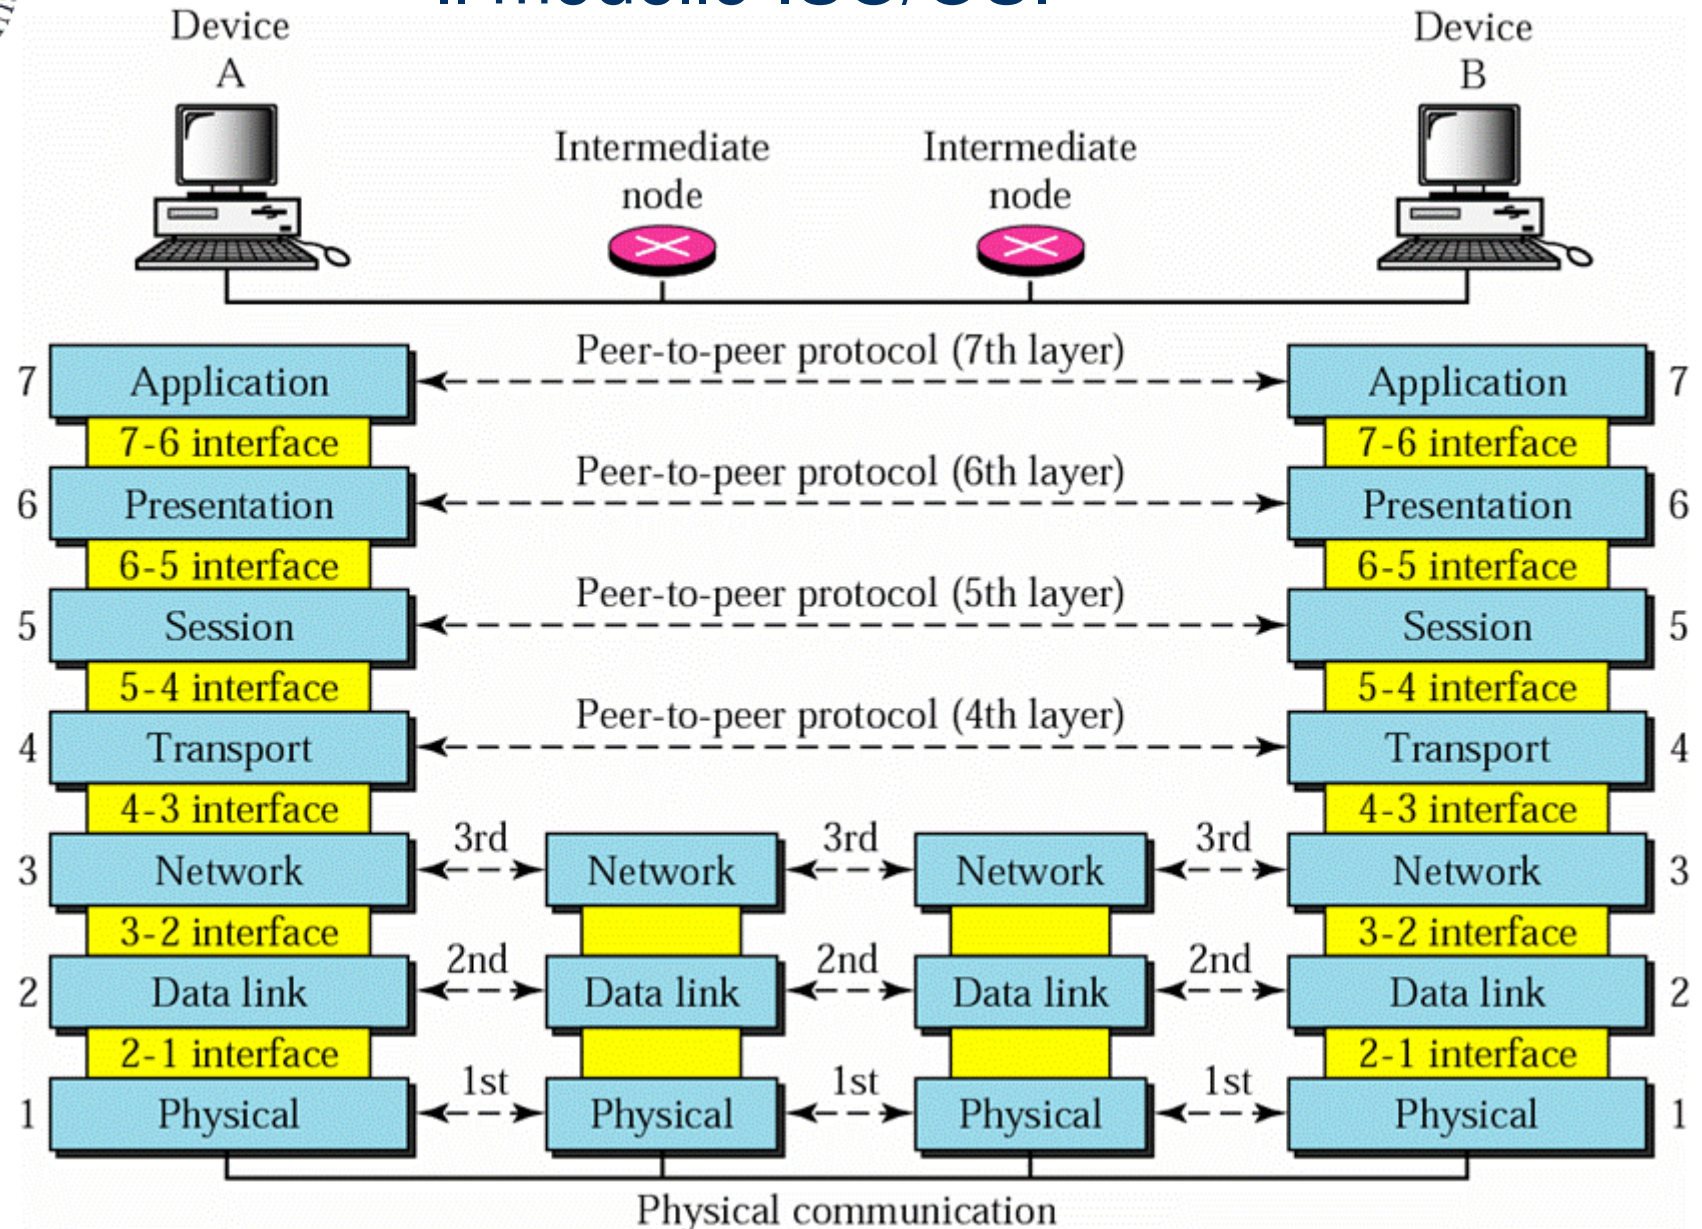 Il modello ISO/OSI
Device
A
Device
B
Intermediate
node
Intermediate
node
Peer-to-peer protocol (7th layer)
7 Application Application 7
7-6 interface 7-6 interface
Peer-to-peer protocol (6th layer)
6 Presentation Presentation 6
6-5 interface 6-5 interface
Peer-to-peer protocol (5th layer)
5 Session Session 5
5-4 interface 5-4 interface
Peer-to-peer protocol (4th layer)
4 Transport Transport 4
4-3 interface 4-3 interface
3rd 3rd 3rd
3 Network Network Network Network 3
3-2 interface 3-2 interface
2nd 2nd 2nd
2 Data link Data link Data link Data link 2
2-1 interface 2-1 interface
1st 1st 1st
1 Physical Physical Physical Physical 1
Physical communication